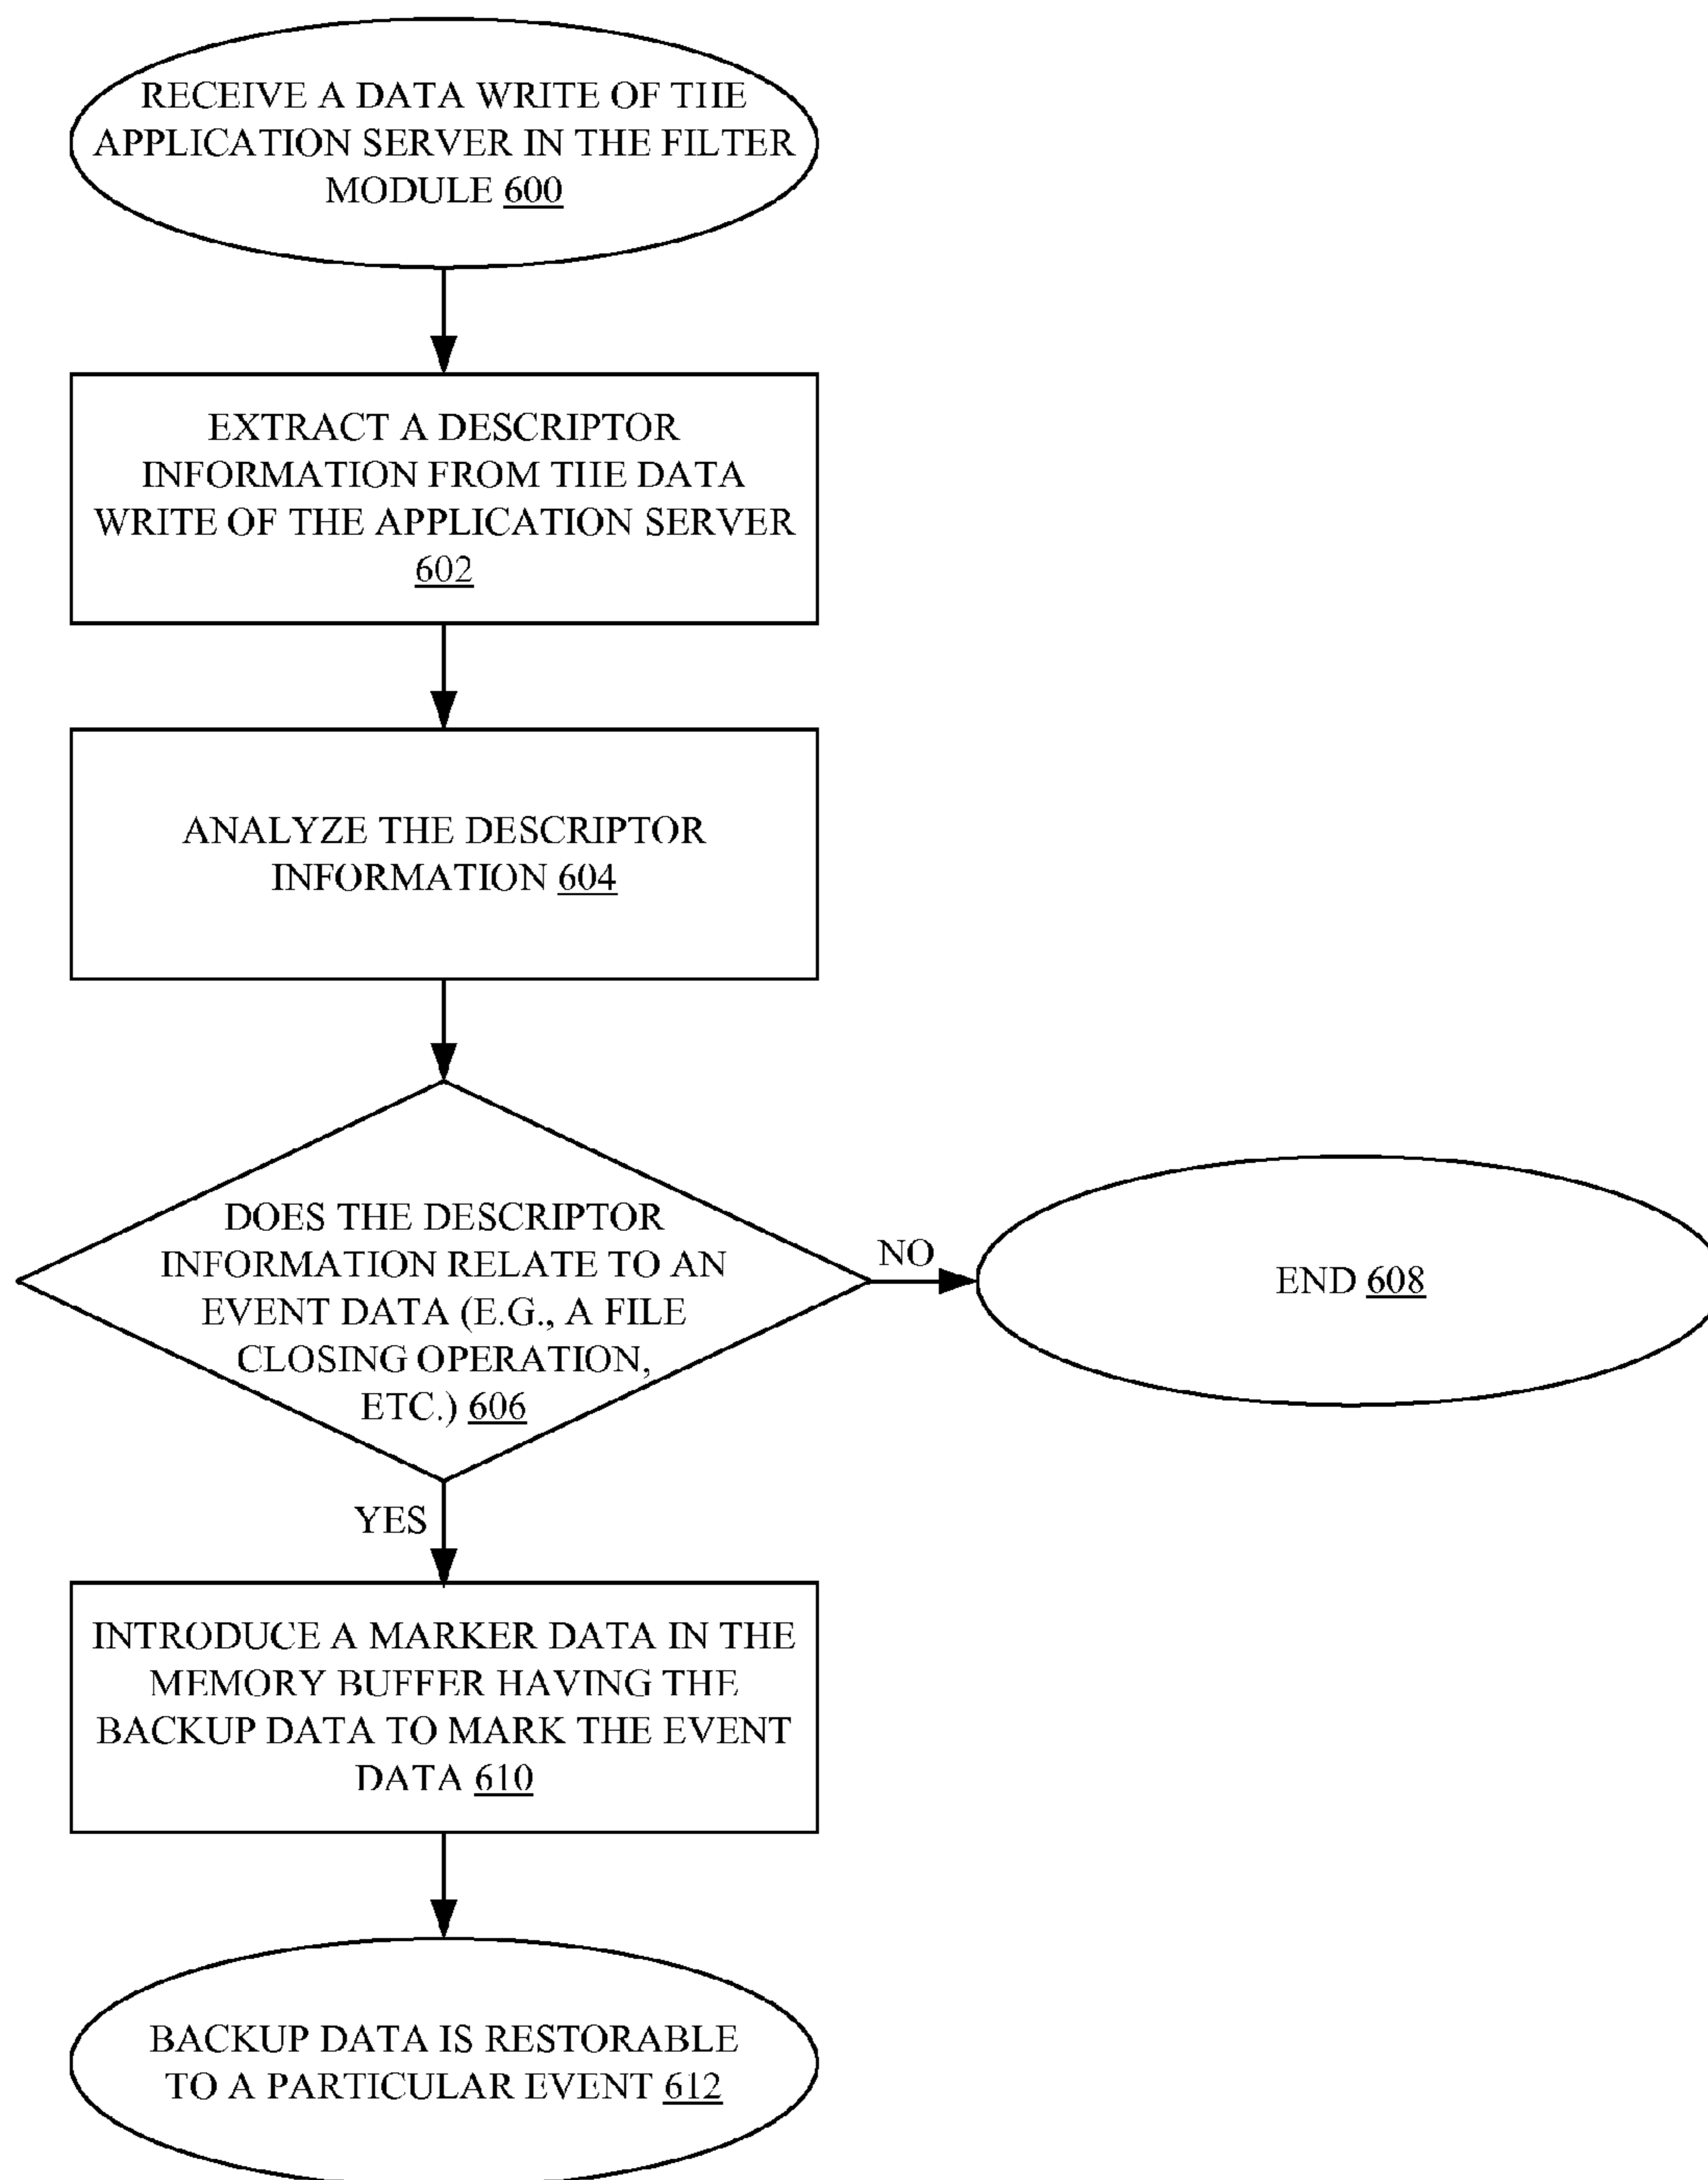 RECEIVE A DATA WRITE OF THE
APPLICATION SERVER IN THE FILTER
MODULE 600
EXTRACT A DESCRIPTOR
INFORMATION FROM THE DATA
WRITE OF THE APPLICATION SERVER
602
ANALYZE THE DESCRIPTOR
INFORMATION 604
DOES THE DESCRIPTOR
INFORMATION RELATE TO AN
EVENT DATA (E.G., A FILE
CLOSING OPERATION,
ETC.) 606
NO
END 608
YES
INTRODUCE A MARKER DATA IN THE
MEMORY BUFFER HAVING THE
BACKUP DATA TO MARK THE EVENT
DATA 610
BACKUP DATA IS RESTORABLE
TO A PARTICULAR EVENT 612